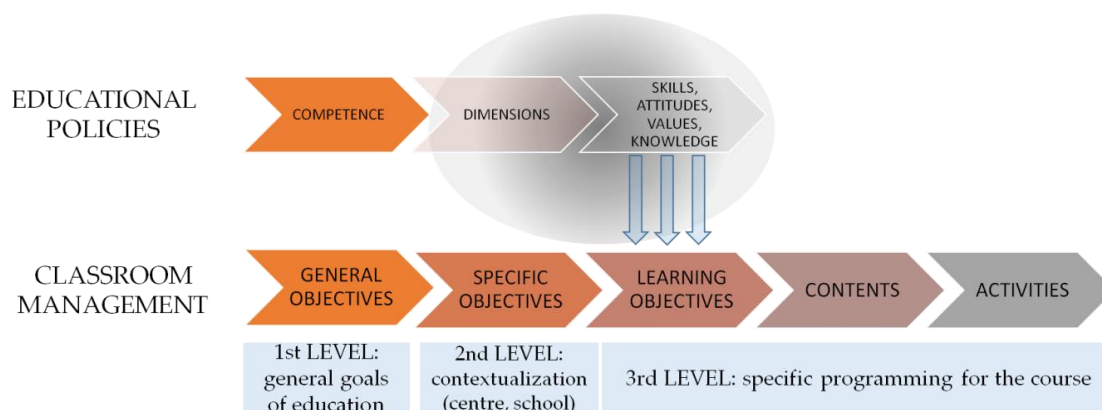 EDUCATIONAL
POLICIES
COMPETENCE
DIMENSIONS
SKILLS,
ATTITUDES,
VALUES,
KNOWLEDGE
CLASSROOM
MANAGEMENT
GENERAL
OBJECTIVES
SPECIFIC
OBJECTIVES
LEARNING
OBJECTIVES
CONTENTS
ACTIVITIES
1st LEVEL:
general goals
of education
2nd LEVEL:
contextualization
(centre, school)
3rd LEVEL: specific programming for the course